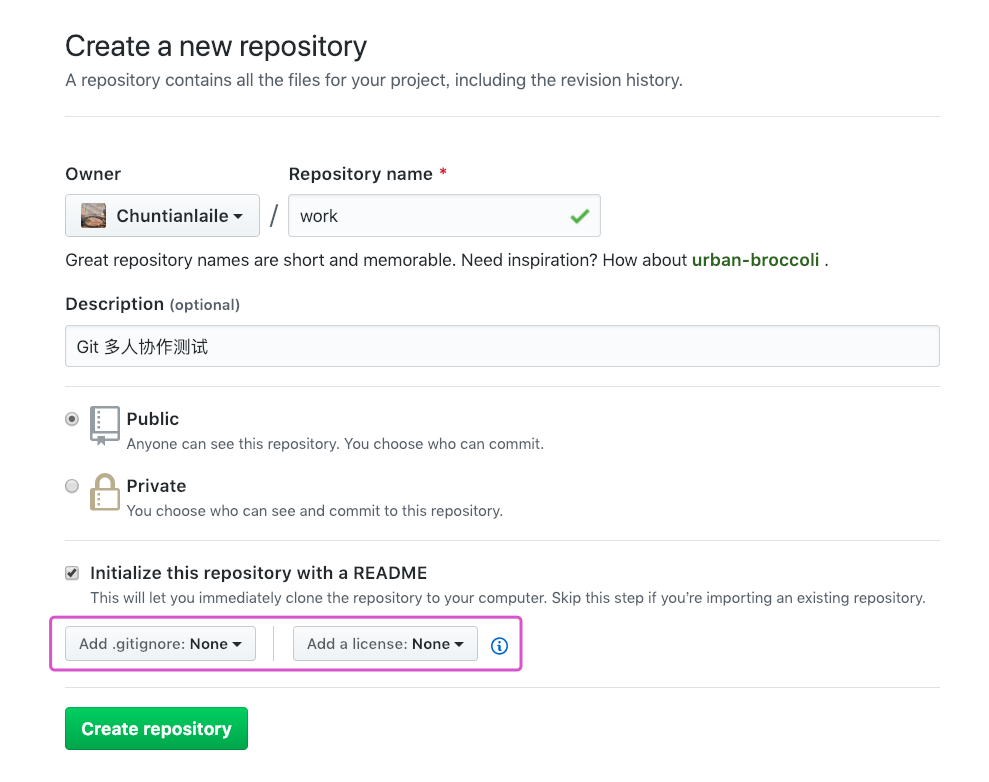 Create a new repository
A repository contains all the files for your project, including the revision history.
Owner
Repository name *
Chuntianlaile
/
work
Great repository names are short and memorable. Need inspiration? How about urban-broccoli .
Description (optional)
Git 多人协作测试
Public
Anyone can see this repository. You choose who can commit.
Private
You choose who can see and commit to this repository.
Initialize this repository with a README
This will let you immediately clone the repository to your computer. Skip this step if you’re importing an existing repository.
Add .gitignore: None
Add a license: None
Create repository